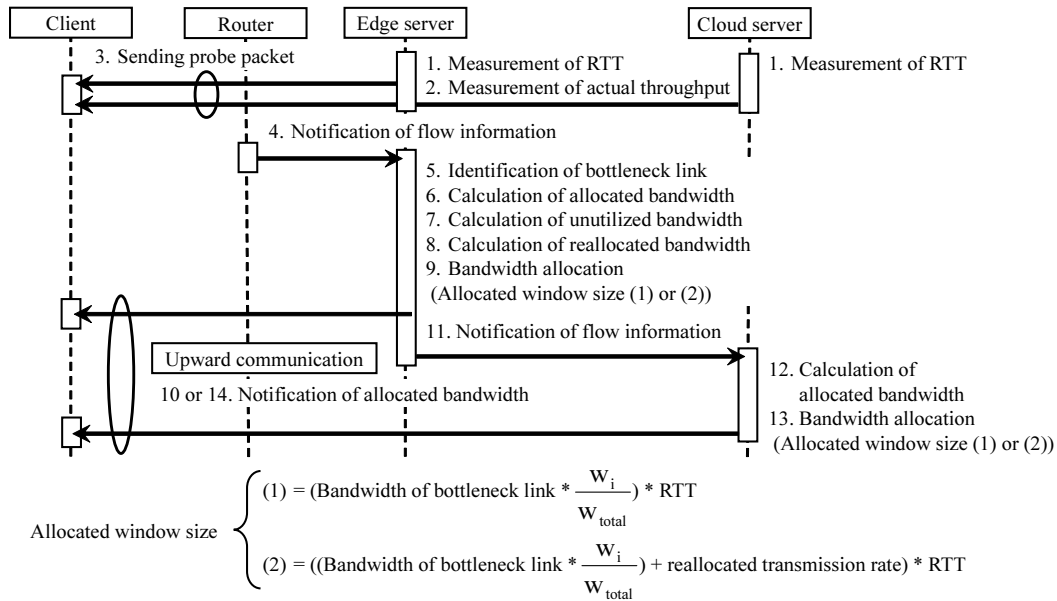 Client
Router
Edge server
Cloud server
3. Sending probe packet
1. Measurement of RTT
2. Measurement of actual throughput
1. Measurement of RTT
4. Notification of flow information
5. Identification of bottleneck link
6. Calculation of allocated bandwidth
7. Calculation of unutilized bandwidth
8. Calculation of reallocated bandwidth
9. Bandwidth allocation
(Allocated window size (1) or (2))
11. Notification of flow information
Upward communication
10 or 14. Notification of allocated bandwidth
12. Calculation of
allocated bandwidth
13. Bandwidth allocation
(Allocated window size (1) or (2))
Allocated window size
(1) = (Bandwidth of bottleneck link * w_i / w_total) * RTT
(2) = ((Bandwidth of bottleneck link * w_i / w_total) + reallocated transmission rate) * RTT